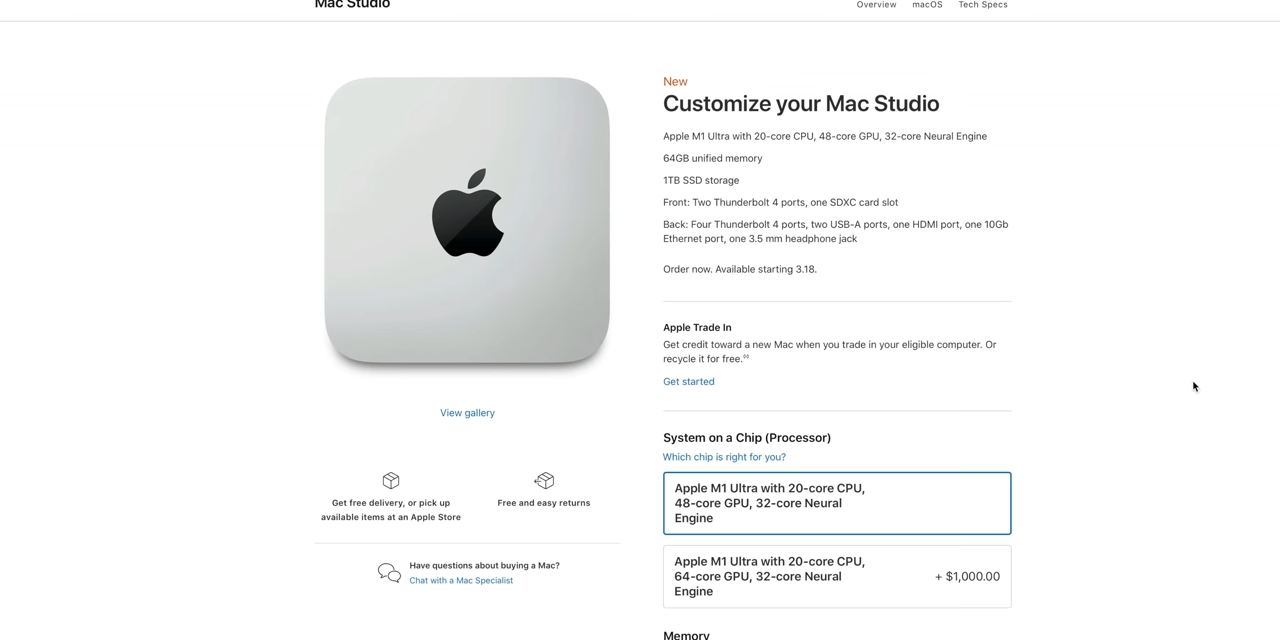 Mac Studio
Overview macOS Tech Specs
New
Customize your Mac Studio
Apple M1 Ultra with 20-core CPU, 48-core GPU, 32-core Neural Engine
64GB unified memory
1TB SSD storage
Front: Two Thunderbolt 4 ports, one SDXC card slot
Back: Four Thunderbolt 4 ports, two USB-A ports, one HDMI port, one 10Gb
Ethernet port, one 3.5 mm headphone jack
Order now. Available starting 3.18.
Apple Trade In
Get credit toward a new Mac when you trade in your eligible computer. Or
recycle it for free.
Get started
View gallery
System on a Chip (Processor)
Which chip is right for you?
Apple M1 Ultra with 20-core CPU,
48-core GPU, 32-core Neural
Engine
Get free delivery, or pick up
available items at an Apple Store
Free and easy returns
Have questions about buying a Mac?
Chat with a Mac Specialist
Apple M1 Ultra with 20-core CPU,
64-core GPU, 32-core Neural
Engine
+ $1,000.00
Memory